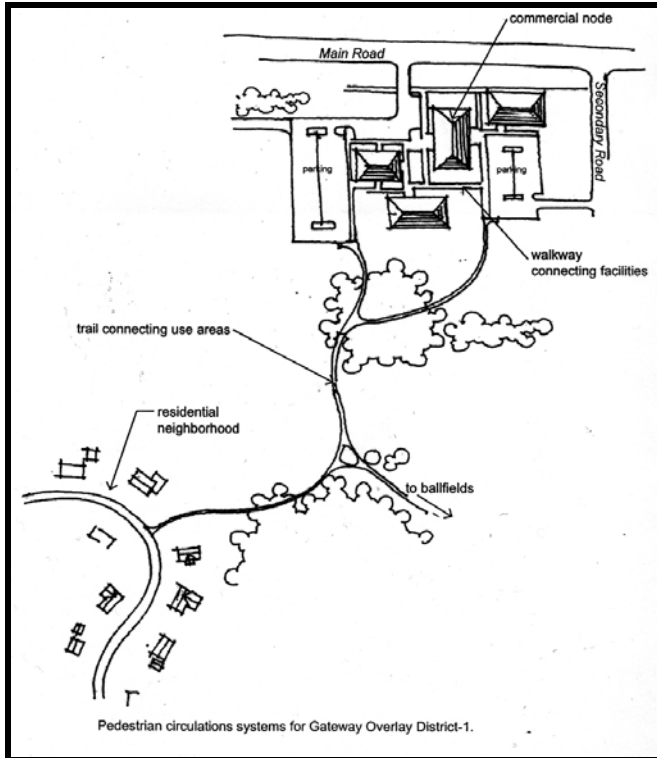 commercial node
Main Road
Secondary Road
parking
parking
walkway
connecting facilities
trail connecting use areas
residential
neighborhood
to ballfields
Pedestrian circulations systems for Gateway Overlay District-1.